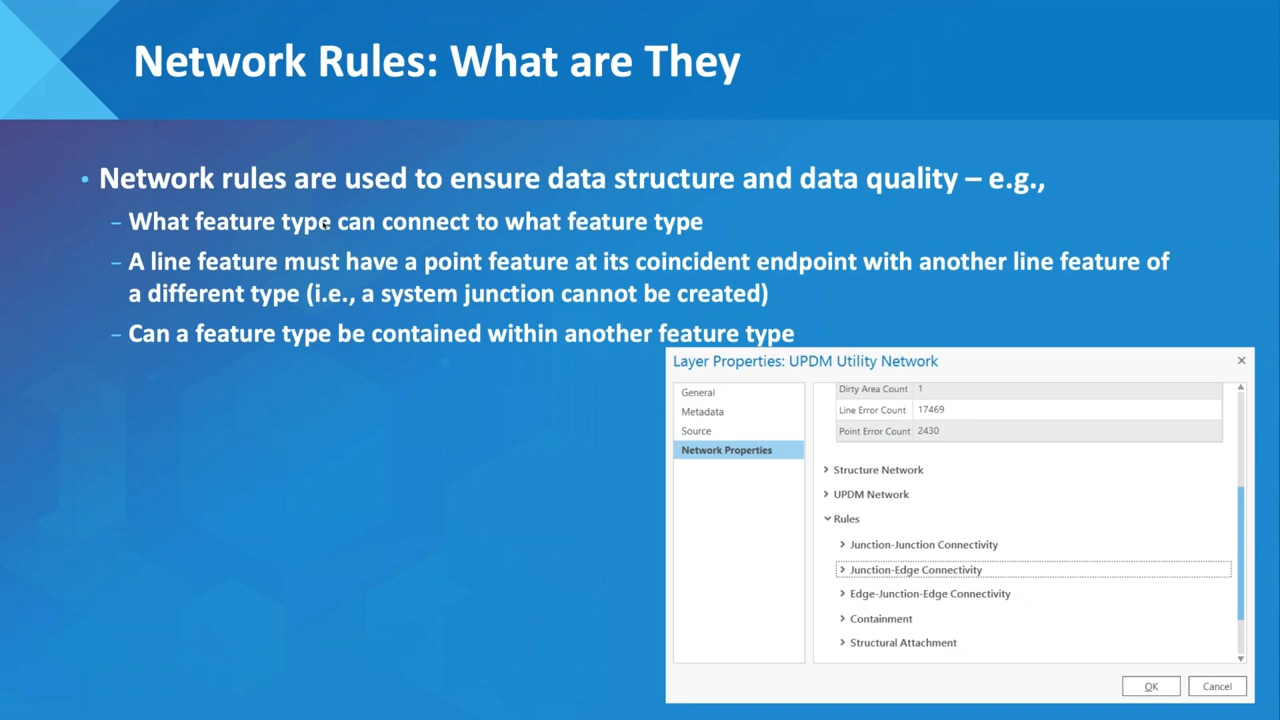 Network Rules: What are They
• Network rules are used to ensure data structure and data quality – e.g.,
– What feature type can connect to what feature type
– A line feature must have a point feature at its coincident endpoint with another line feature of
a different type (i.e., a system junction cannot be created)
– Can a feature type be contained within another feature type
Layer Properties: UPDM Utility Network
General
Metadata
Source
Network Properties
Dirty Area Count 1
Line Error Count 17469
Point Error Count 2430
Structure Network
UPDM Network
Rules
Junction-Junction Connectivity
Junction-Edge Connectivity
Edge-Junction-Edge Connectivity
Containment
Structural Attachment
OK Cancel